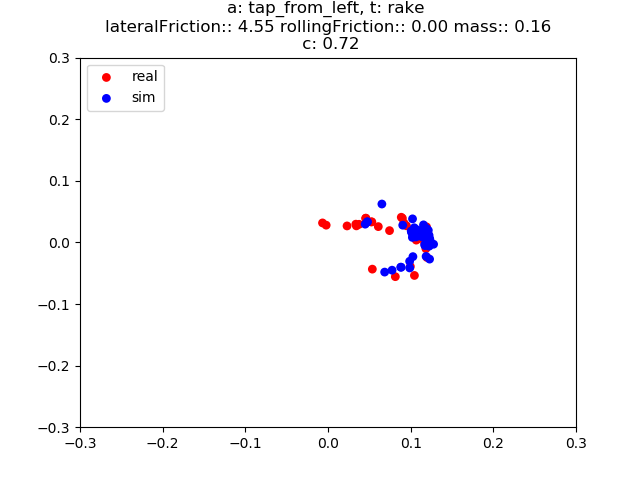 a: tap_from_left, t: rake
lateralFriction:: 4.55 rollingFriction:: 0.00 mass:: 0.16
c: 0.72
real
sim
0.3
0.2
0.1
0.0
−0.1
−0.2
−0.3
−0.3 −0.2 −0.1 0.0 0.1 0.2 0.3